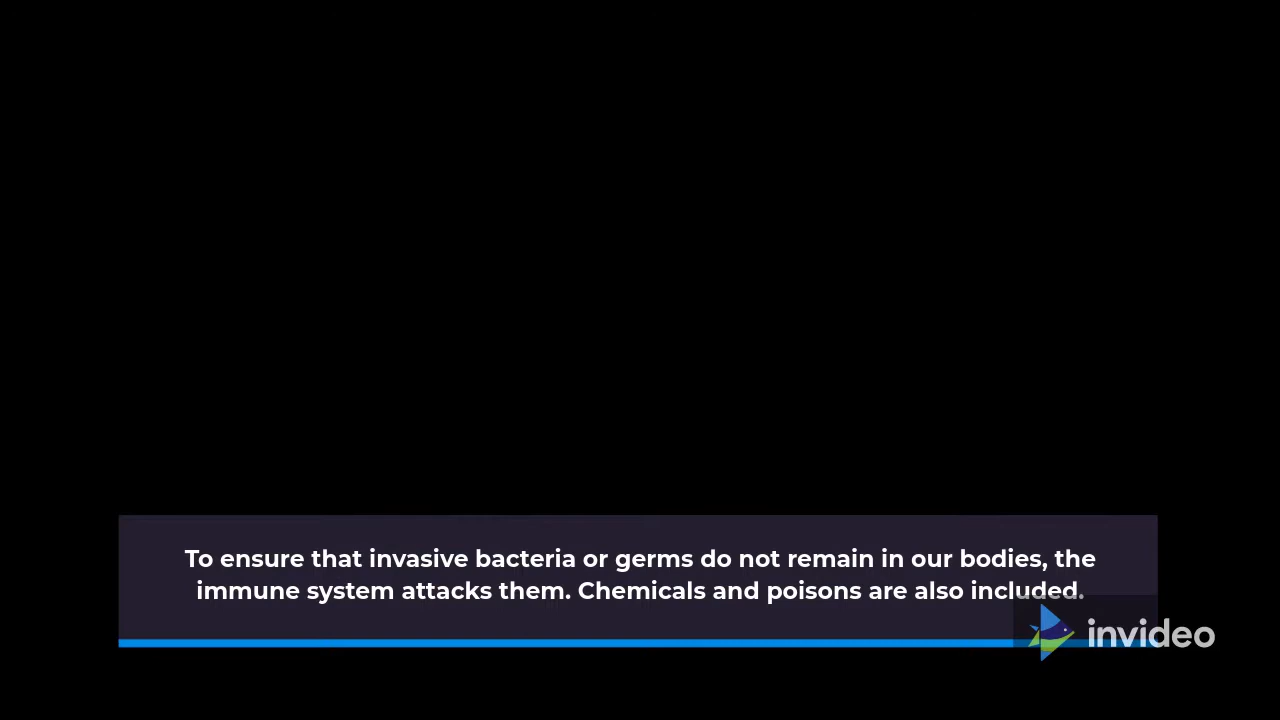 To ensure that invasive bacteria or germs do not remain in our bodies, the
immune system attacks them. Chemicals and poisons are also included.
invideo